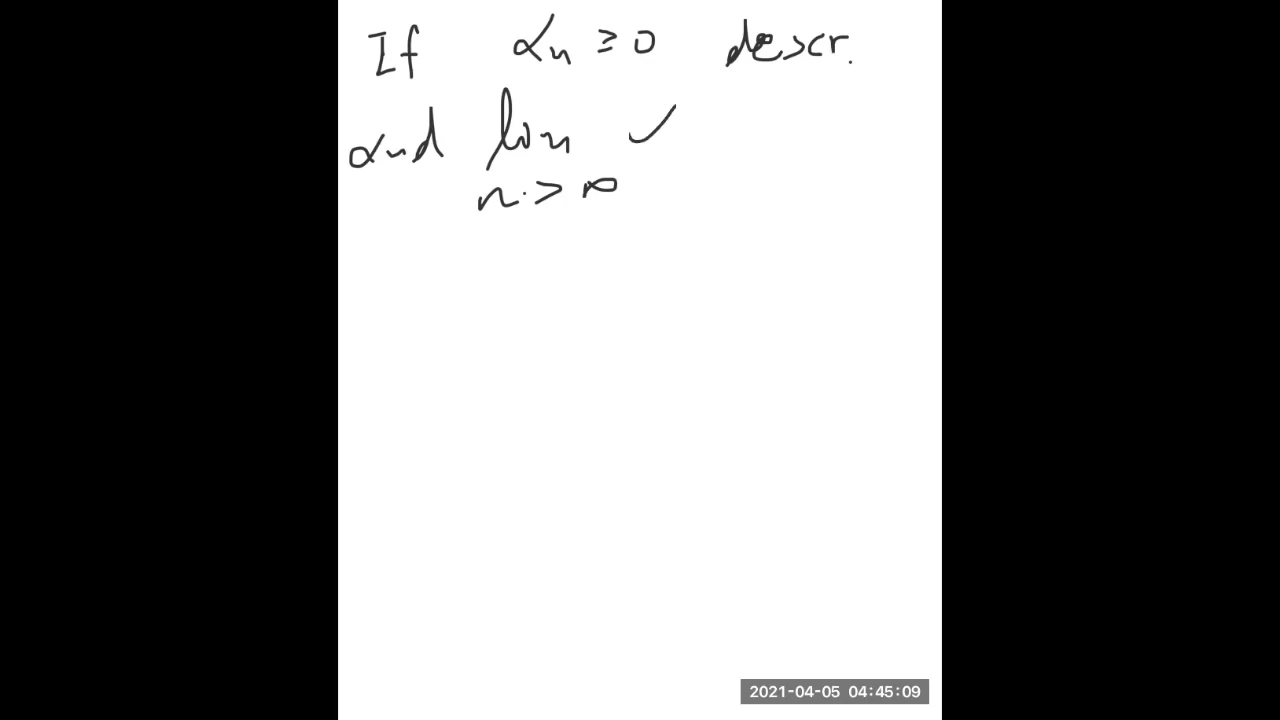 If αn ≥ 0 descr.
and lim ✓
n -> ∞
2021-04-05 04:45:09